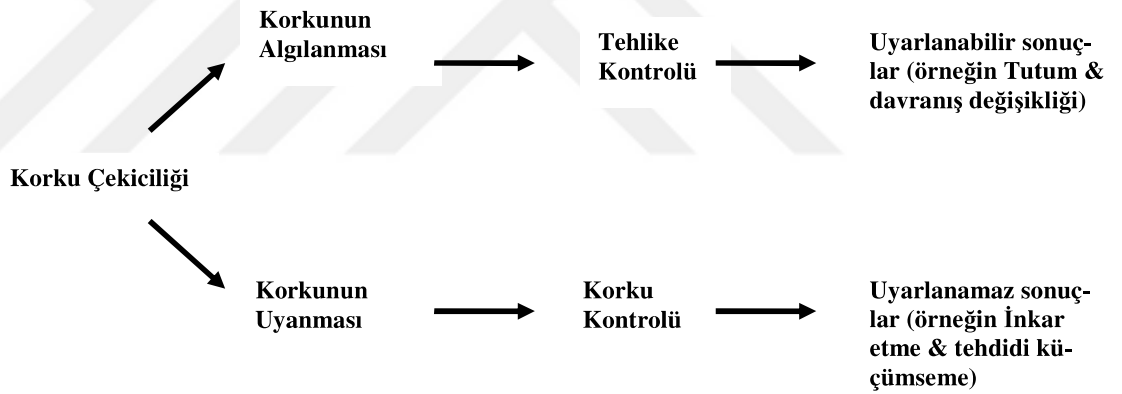 Korkunun
Algılanması
Tehlike
Kontrolü
Uyarlanabilir sonuç-
lar (örneğin Tutum &
davranış değişikliği)
Korku Çekiciliği
Korkunun
Uyanması
Korku
Kontrolü
Uyarlanamaz sonuç-
lar (örneğin İnkar
etme & tehdidi kü-
çümseme)